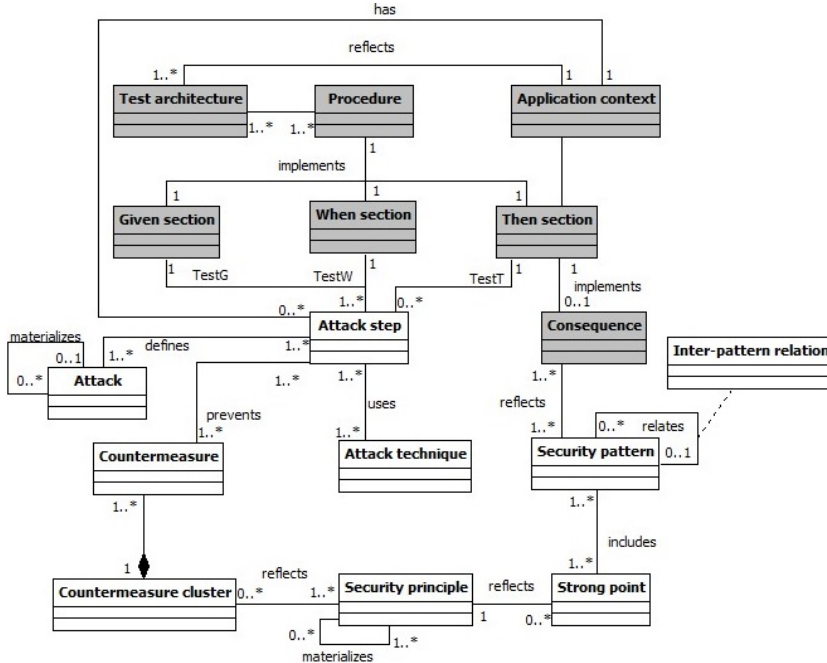 has
reflects
1..*
1
1
Test architecture
Procedure
Application context
1..*
1..*
1
implements
1
1
1
Given section
When section
Then section
1
TestG
TestW
1
TestT
1
1
implements
0..*
1..*
0..*
0..1
Attack step
Consequence
materializes
defines
0..1
1..*
1..*
Inter-pattern relation
0..*
Attack
1..*
1..*
1..*
prevents
uses
reflects
0..*
relates
1..*
1..*
1..*
0..1
Countermeasure
Attack technique
Security pattern
1..*
1..*
includes
1
reflects
1..*
Countermeasure cluster
0..*
1..*
Security principle
reflects
Strong point
1
0..*
0..*
1..*
materializes